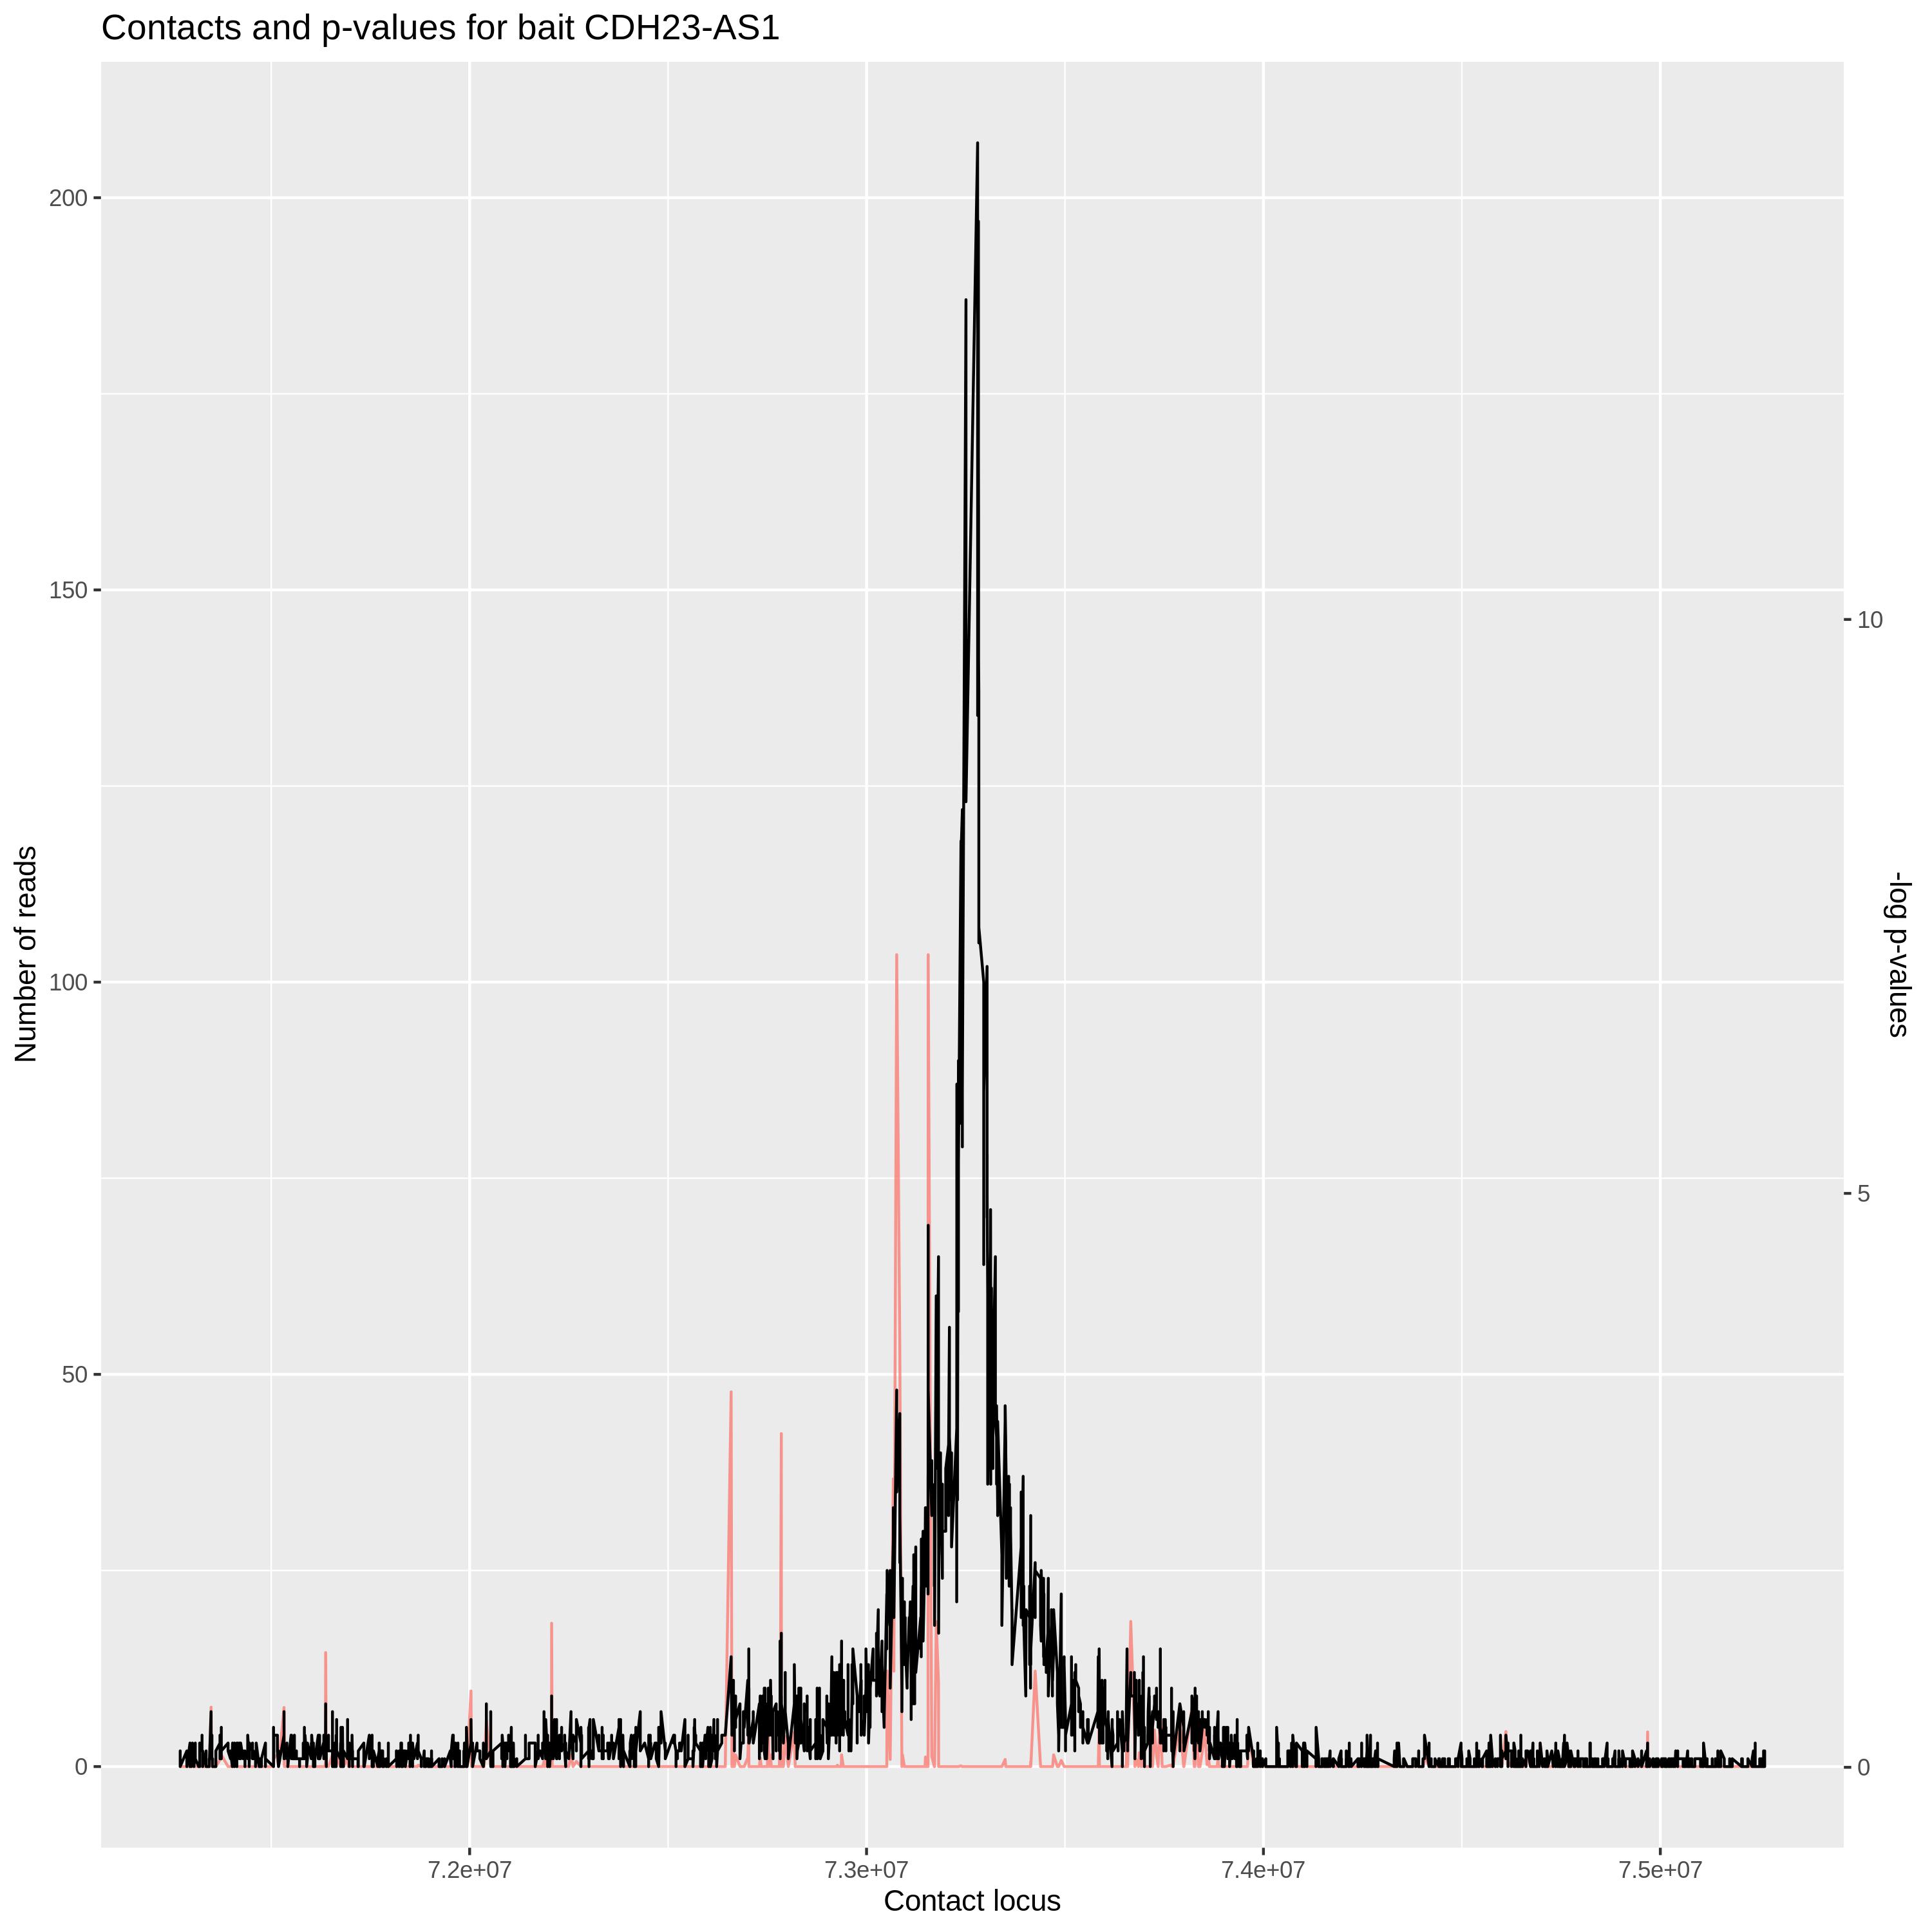 Contacts and p-values for bait CDH23-AS1
200
150
100
50
0
Number of reads
10
5
0
-log p-values
7.2e+07
7.3e+07
7.4e+07
7.5e+07
Contact locus